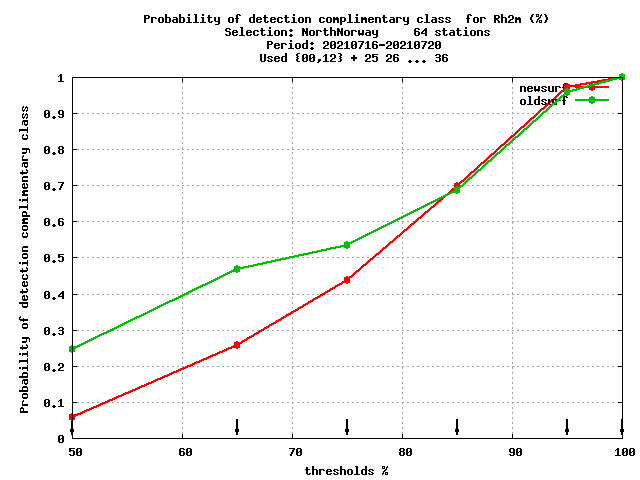 Probability of detection complimentary class  for Rh2m (%)
Selection: NorthNorway     64 stations
Period: 20210716-20210720
Used {00,12} + 25 26 ... 36
Probability of detection complimentary class
1
0.9
0.8
0.7
0.6
0.5
0.4
0.3
0.2
0.1
0
newsurf
oldsurf
50 60 70 80 90 100
thresholds %